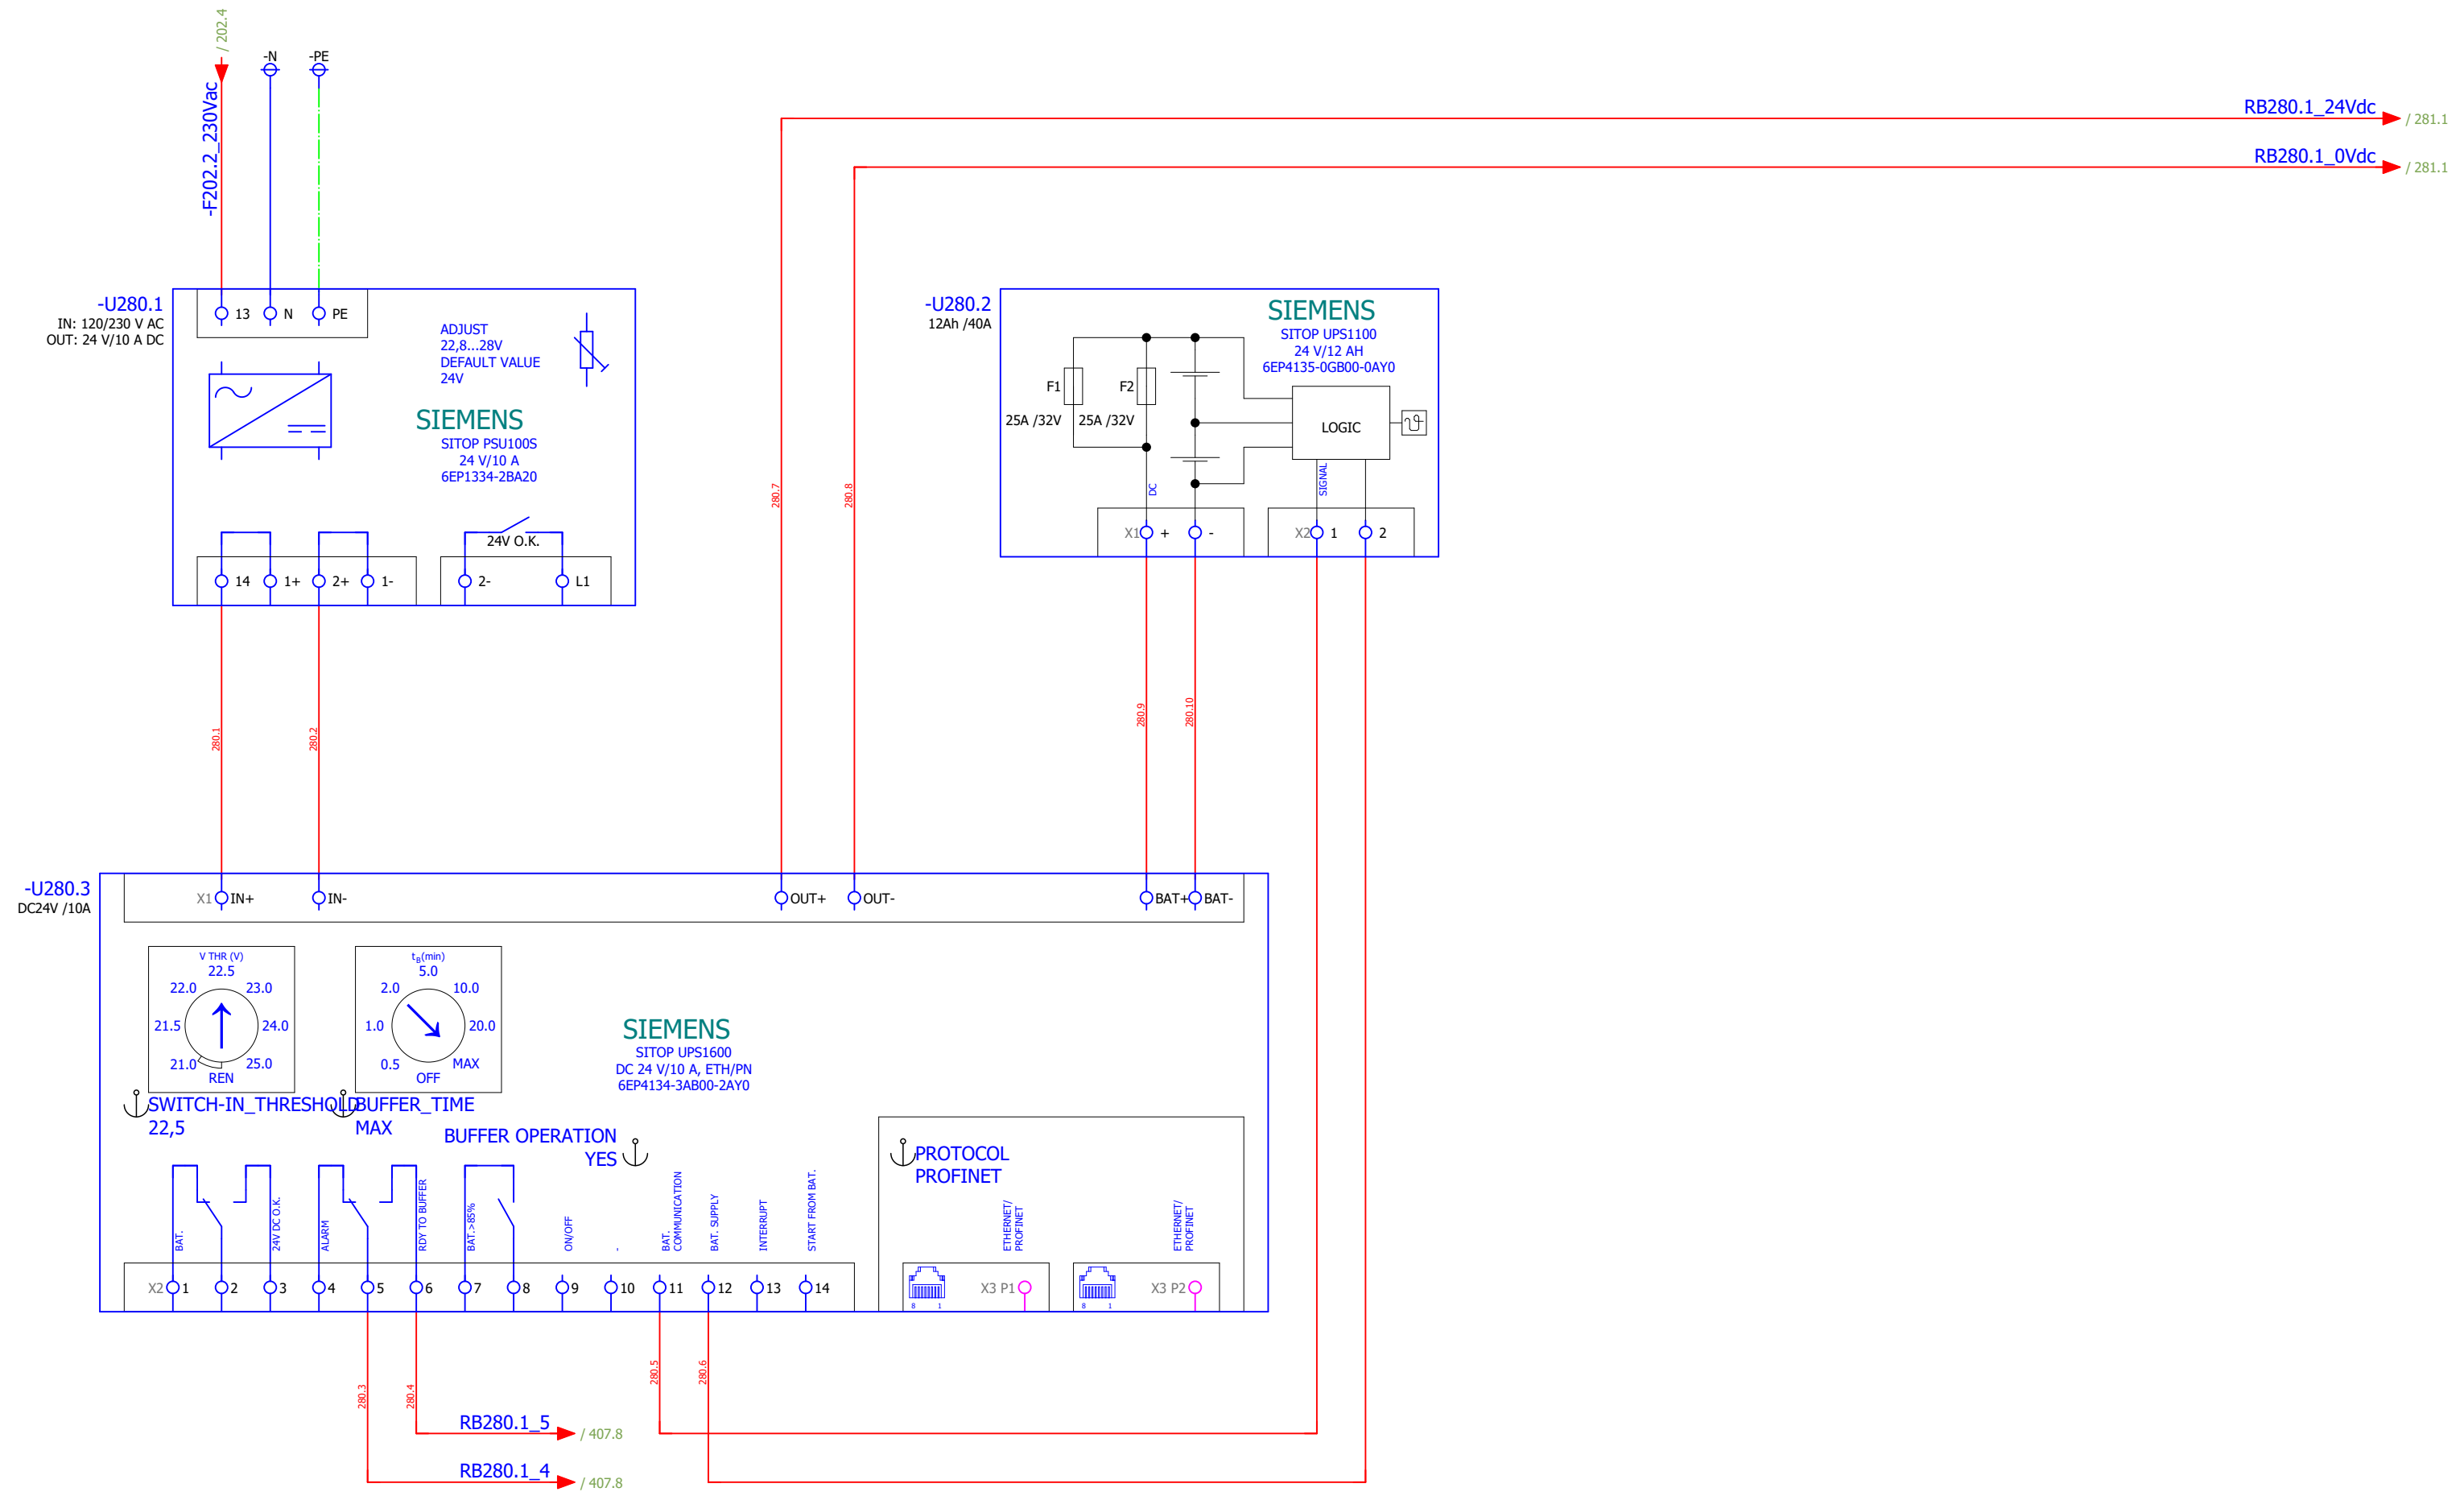 / 202.4
-N
-PE
-F202.2_230Vac
RB280.1_24Vdc
/ 281.1
RB280.1_0Vdc
/ 281.1
-U280.1
IN: 120/230 V AC
OUT: 24 V/10 A DC
13
N
PE
ADJUST
22,8...28V
DEFAULT VALUE
24V
SIEMENS
SITOP PSU100S
24 V/10 A
6EP1334-2BA20
24V O.K.
14
1+
2+
1-
2-
L1
-U280.2
12Ah /40A
SIEMENS
SITOP UPS1100
24 V/12 AH
6EP4135-0GB00-0AY0
F1
F2
25A /32V
25A /32V
LOGIC
ϑ
DC
SIGNAL
X1
+
-
X2
1
2
280.7
280.8
280.1
280.2
280.9
280.10
-U280.3
DC24V /10A
X1
IN+
IN-
OUT+
OUT-
BAT+
BAT-
V THR (V)
22.5
22.0
23.0
21.5
24.0
21.0
25.0
REN
tB(min)
5.0
2.0
10.0
1.0
20.0
0.5
MAX
OFF
SIEMENS
SITOP UPS1600
DC 24 V/10 A, ETH/PN
6EP4134-3AB00-2AY0
SWITCH-IN_THRESHOLD
22,5
BUFFER_TIME
MAX
BUFFER OPERATION
YES
PROTOCOL
PROFINET
BAT.
24V DC O.K.
ALARM
RDY TO BUFFER
BAT.>85%
ON/OFF
-
BAT.
COMMUNICATION
BAT. SUPPLY
INTERRUPT
START FROM BAT.
ETHERNET/
PROFINET
ETHERNET/
PROFINET
X2
1
2
3
4
5
6
7
8
9
10
11
12
13
14
8
1
X3 P1
8
1
X3 P2
280.3
280.4
280.5
280.6
RB280.1_5
/ 407.8
RB280.1_4
/ 407.8